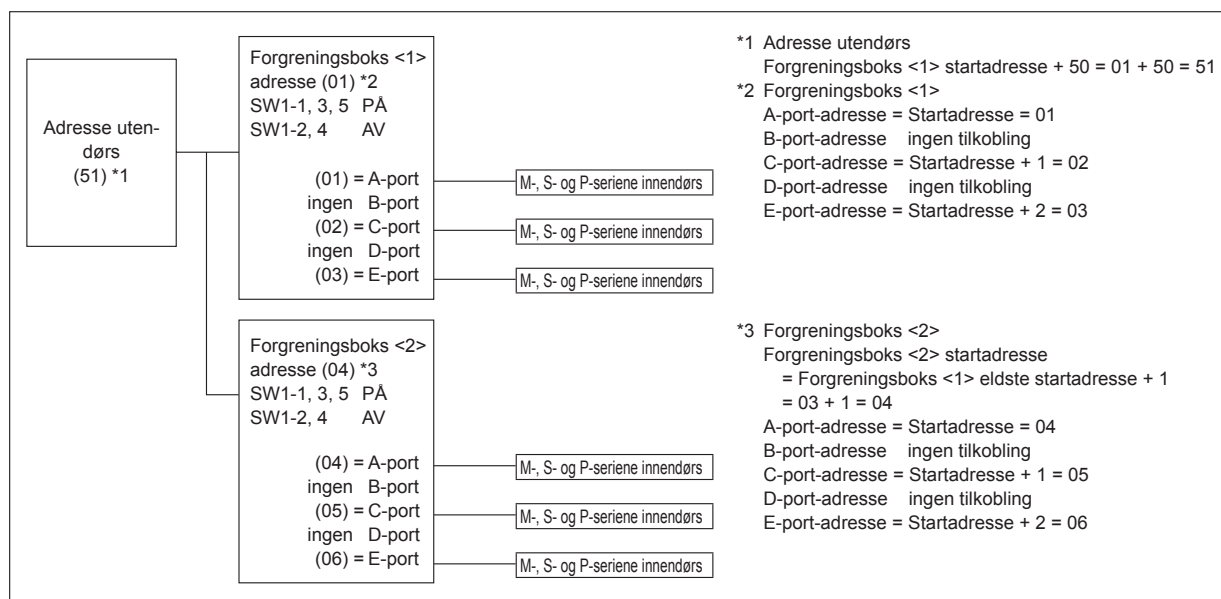 Adresse uten-
dørs
(51) *1
Forgreningsboks <1>
adresse (01) *2
SW1-1, 3, 5 PÅ
SW1-2, 4 AV
(01) = A-port
ingen B-port
(02) = C-port
ingen D-port
(03) = E-port
M-, S- og P-seriene innendørs
M-, S- og P-seriene innendørs
M-, S- og P-seriene innendørs
Forgreningsboks <2>
adresse (04) *3
SW1-1, 3, 5 PÅ
SW1-2, 4 AV
(04) = A-port
ingen B-port
(05) = C-port
ingen D-port
(06) = E-port
M-, S- og P-seriene innendørs
M-, S- og P-seriene innendørs
M-, S- og P-seriene innendørs
*1 Adresse utendørs
Forgreningsboks <1> startadresse + 50 = 01 + 50 = 51
*2 Forgreningsboks <1>
A-port-adresse = Startadresse = 01
B-port-adresse ingen tilkobling
C-port-adresse = Startadresse + 1 = 02
D-port-adresse ingen tilkobling
E-port-adresse = Startadresse + 2 = 03
*3 Forgreningsboks <2>
Forgreningsboks <2> startadresse
= Forgreningsboks <1> eldste startadresse + 1
= 03 + 1 = 04
A-port-adresse = Startadresse = 04
B-port-adresse ingen tilkobling
C-port-adresse = Startadresse + 1 = 05
D-port-adresse ingen tilkobling
E-port-adresse = Startadresse + 2 = 06